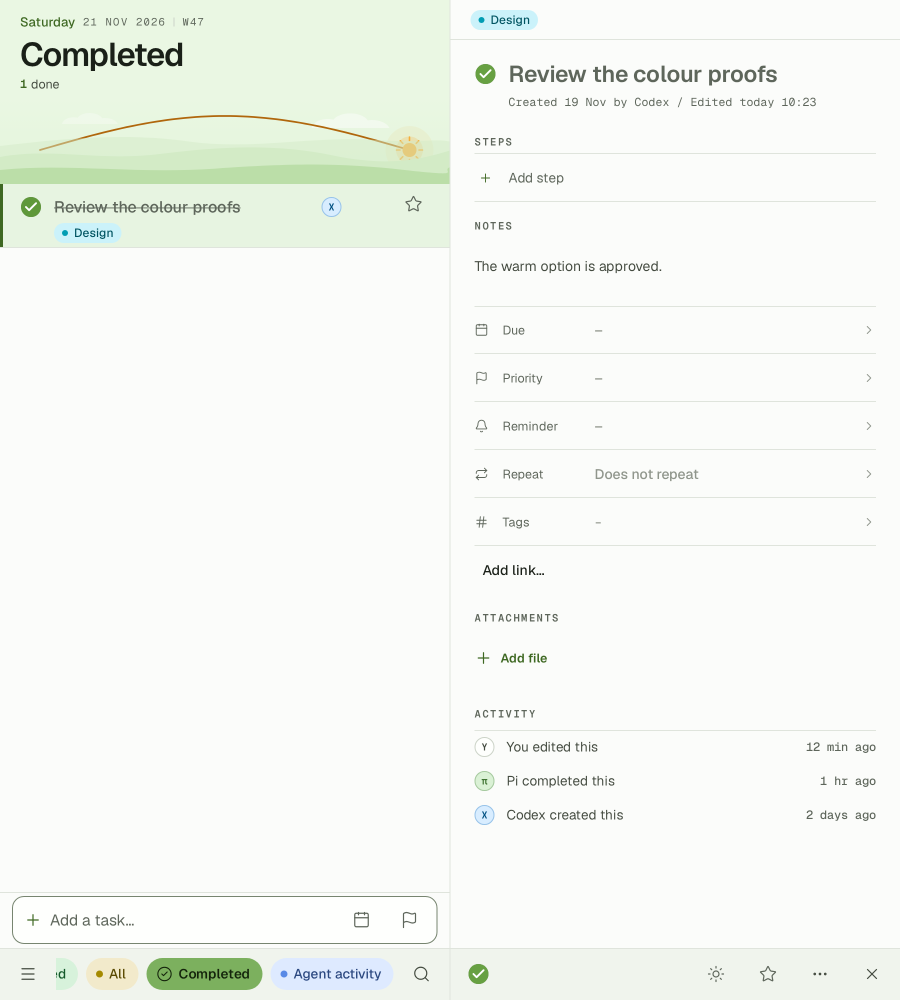 Saturday 21 NOV 2026 | W47
Completed
1 done
Review the colour proofs
X
Design
Add a task…
ed
All
Completed
Agent activity
Design
Review the colour proofs
Created 19 Nov by Codex / Edited today 10:23
STEPS
Add step
NOTES
The warm option is approved.
Due –
Priority –
Reminder –
Repeat Does not repeat
Tags –
Add link…
ATTACHMENTS
Add file
ACTIVITY
Y You edited this 12 min ago
π Pi completed this 1 hr ago
X Codex created this 2 days ago